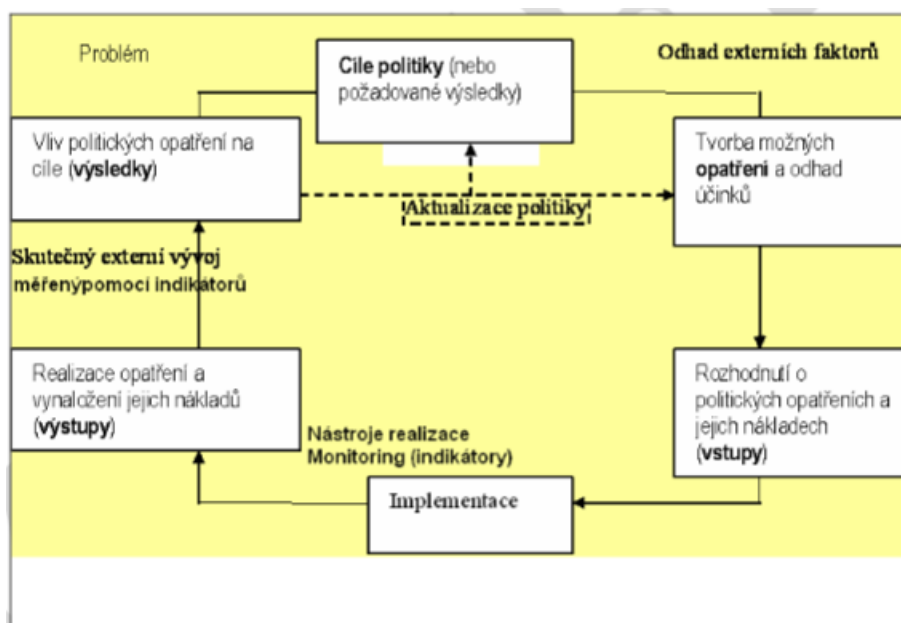 Problém
Cíle politiky (nebo
požadované výsledky)
Odhad externích faktorů
Vliv politických opatření na
cíle (výsledky)
Tvorba možných
opatřeni a odhad
účinků
Aktualizace politiky
Skutečný externí vývoj
měřenýpomocí indikátorů
Realizace opatření a
vynaložení jejich nákladů
(výstupy)
Rozhodnutí o
politických opatřeních a
jejich nákladech
(vstupy)
Nástroje realizace
Monitoring (indikátory)
Implementace